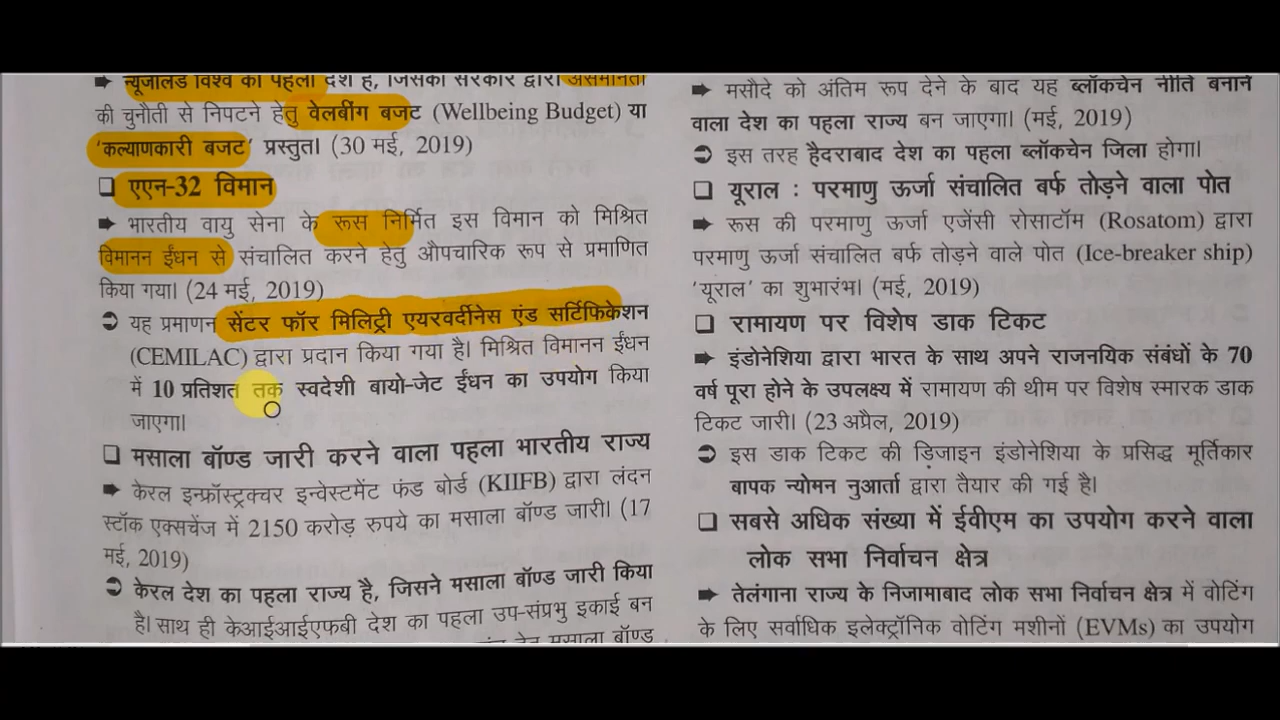 ➡ न्यूजीलैंड विश्व का पहला देश है, जिसकी सरकार द्वारा असमानता
की चुनौती से निपटने हेतु वेलबींग बजट (Wellbeing Budget) या
'कल्याणकारी बजट' प्रस्तुत। (30 मई, 2019)
❑ एएन-32 विमान
➡ भारतीय वायु सेना के रूस निर्मित इस विमान को मिश्रित
विमानन ईंधन से संचालित करने हेतु औपचारिक रूप से प्रमाणित
किया गया। (24 मई, 2019)
➲ यह प्रमाणन सेंटर फॉर मिलिट्री एयरवर्दीनेस एंड सर्टिफिकेशन
(CEMILAC) द्वारा प्रदान किया गया है। मिश्रित विमानन ईंधन
में 10 प्रतिशत तक स्वदेशी बायो-जेट ईंधन का उपयोग किया
जाएगा।
❑ मसाला बॉण्ड जारी करने वाला पहला भारतीय राज्य
➡ केरल इन्फ्रॉस्ट्रक्चर इन्वेस्टमेंट फंड बोर्ड (KIIFB) द्वारा लंदन
स्टॉक एक्सचेंज में 2150 करोड़ रुपये का मसाला बॉण्ड जारी। (17
मई, 2019)
➲ केरल देश का पहला राज्य है, जिसने मसाला बॉण्ड जारी किया
है। साथ ही केआईआईएफबी देश का पहला उप-संप्रभु इकाई बन
मसाला बॉण्ड
➡ मसौदे को अंतिम रूप देने के बाद यह ब्लॉकचेन नीति बनाने
वाला देश का पहला राज्य बन जाएगा। (मई, 2019)
➲ इस तरह हैदराबाद देश का पहला ब्लॉकचेन जिला होगा।
❑ यूराल : परमाणु ऊर्जा संचालित बर्फ तोड़ने वाला पोत
➡ रूस की परमाणु ऊर्जा एजेंसी रोसाटॉम (Rosatom) द्वारा
परमाणु ऊर्जा संचालित बर्फ तोड़ने वाले पोत (Ice-breaker ship)
'यूराल' का शुभारंभ। (मई, 2019)
❑ रामायण पर विशेष डाक टिकट
➡ इंडोनेशिया द्वारा भारत के साथ अपने राजनयिक संबंधों के 70
वर्ष पूरा होने के उपलक्ष्य में रामायण की थीम पर विशेष स्मारक डाक
टिकट जारी। (23 अप्रैल, 2019)
➲ इस डाक टिकट की डिज़ाइन इंडोनेशिया के प्रसिद्ध मूर्तिकार
बापक न्योमन नुआर्ता द्वारा तैयार की गई है।
❑ सबसे अधिक संख्या में ईवीएम का उपयोग करने वाला
लोक सभा निर्वाचन क्षेत्र
➡ तेलंगाना राज्य के निजामाबाद लोक सभा निर्वाचन क्षेत्र में वोटिंग
के लिए सर्वाधिक इलेक्ट्रॉनिक वोटिंग मशीनों (EVMs) का उपयोग